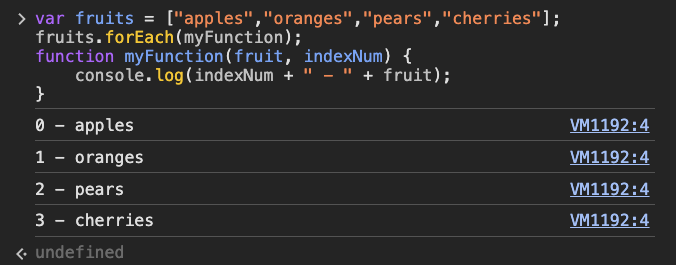 var fruits = ["apples","oranges","pears","cherries"];
fruits.forEach(myFunction);
function myFunction(fruit, indexNum) {
    console.log(indexNum + " - " + fruit);
}
0 - apples VM1192:4
1 - oranges VM1192:4
2 - pears VM1192:4
3 - cherries VM1192:4
undefined